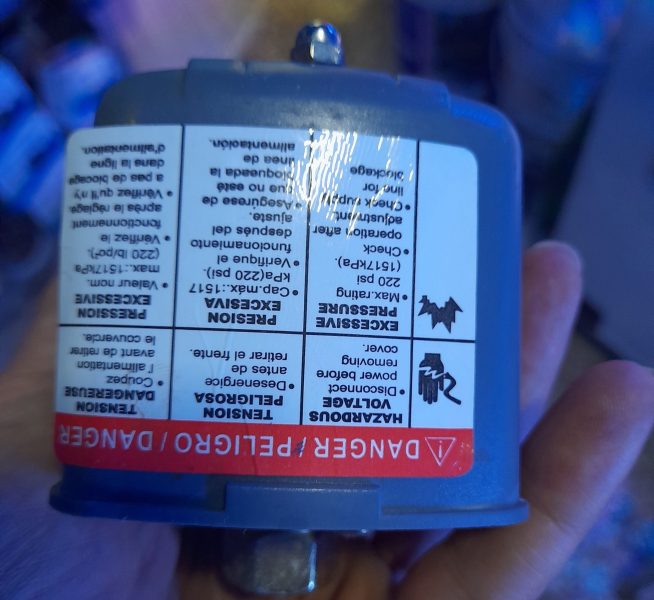 DANGER / PELIGRO / DANGER
HAZARDOUS
VOLTAGE
• Disconnect
power before
removing
cover.
TENSION
PELIGROSA
• Desenergice
antes de
retirar el frente.
TENSION
DANGEREUSE
• Coupez
l'alimentation
avant de retirer
le couvercle.
EXCESSIVE
PRESSURE
• Max.rating
220 psi
(1517kPa).
• Check
operation after
adjustment.
• Check supply
line for
blockage
PRESION
EXCESIVA
• Cap.máx.:1517
kPa(220 psi).
• Verifique el
funcionamiento
después del
ajuste.
• Asegúrese de
que no esté
bloqueada la
línea de
alimentación.
PRESSION
EXCESSIVE
• Valeur nom.
max.:1517kPa
(220 lb/po²).
• Vérifiez le
fonctionnement
après le réglage.
• Vérifiez qu'il n'y
a pas de blocage
dans la ligne
d'alimentation.